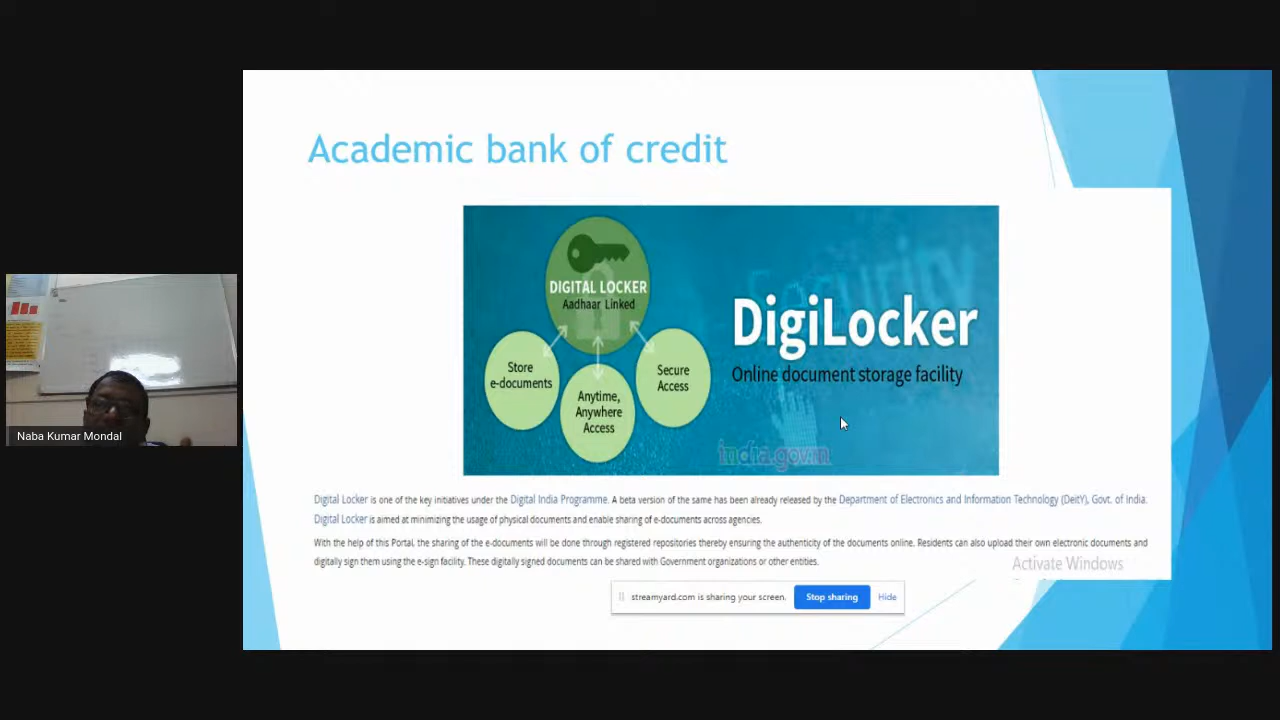 Academic bank of credit
DIGITAL LOCKER
Aadhaar Linked
Store
e-documents
Anytime,
Anywhere
Access
Secure
Access
Security
DigiLocker
Online document storage facility
india.gov.in
Digital Locker is one of the key initiatives under the Digital India Programme. A beta version of the same has been already released by the Department of Electronics and Information Technology (DeitY), Govt. of India.
Digital Locker is aimed at minimizing the usage of physical documents and enable sharing of e-documents across agencies.
With the help of this Portal, the sharing of the e-documents will be done through registered repositories thereby ensuring the authenticity of the documents online. Residents can also upload their own electronic documents and
digitally sign them using the e-sign facility. These digitally signed documents can be shared with Government organizations or other entities.
Activate Windows
streamyard.com is sharing your screen.
Stop sharing
Hide
Naba Kumar Mondal